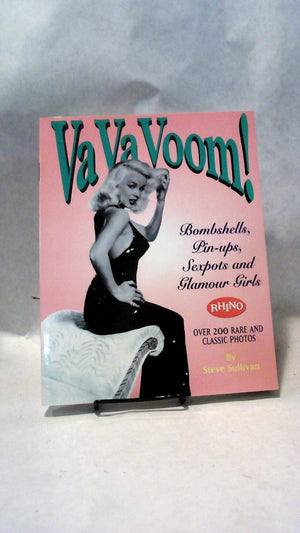 Va Va Voom!
Bombshells,
Pin-ups,
Sexpots and
Glamour Girls
RHINO
OVER 200 RARE AND
CLASSIC PHOTOS
By
Steve Sullivan